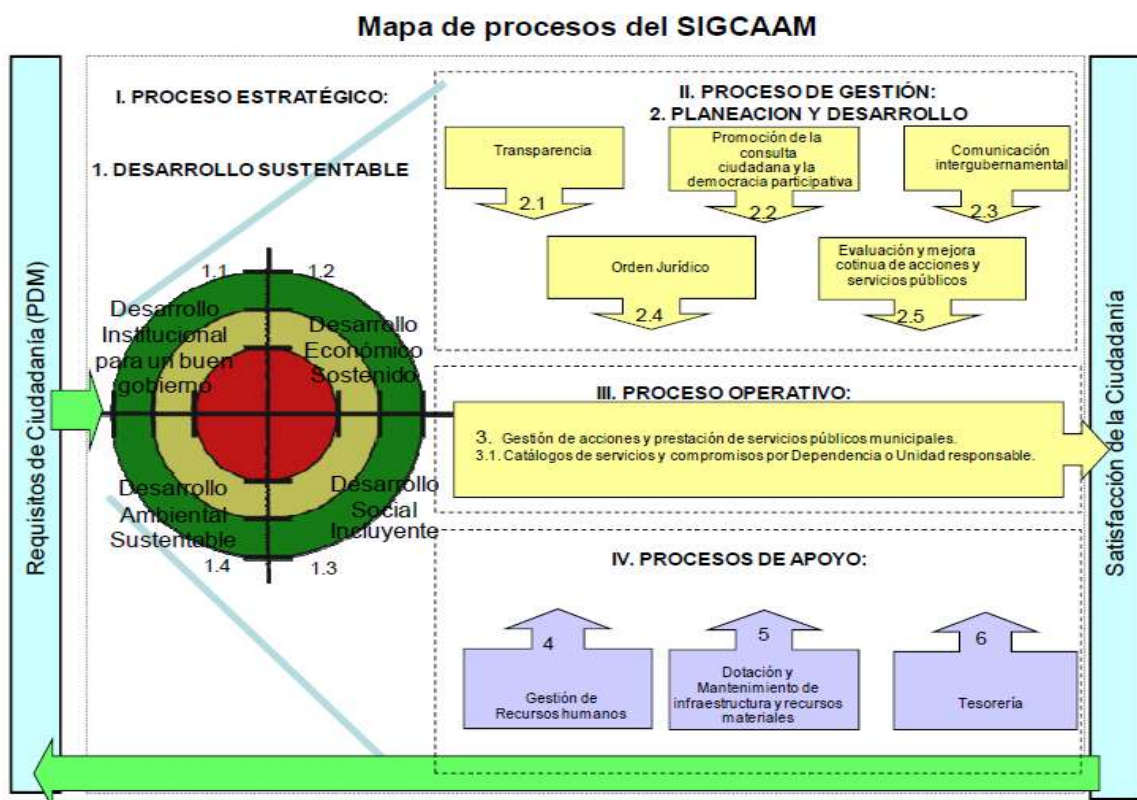 Mapa de procesos del SIGCAAM
Requisitos de Ciudadanía (PDM)
I. PROCESO ESTRATÉGICO:
1. DESARROLLO SUSTENTABLE
1.1
1.2
Desarrollo
Institucional
para un buen
gobierno
Desarrollo
Económico
Sostenido
Desarrollo
Ambiental
Sustentable
Desarrollo
Social
Incluyente
1.4
1.3
II. PROCESO DE GESTIÓN:
2. PLANEACION Y DESARROLLO
Transparencia
2.1
Promoción de la
consulta
ciudadana y la
democracia participativa
2.2
Comunicación
intergubernamental
2.3
Orden Jurídico
2.4
Evaluación y mejora
cotinua de acciones y
servicios públicos
2.5
III. PROCESO OPERATIVO:
3. Gestión de acciones y prestación de servicios públicos municipales.
3.1. Catálogos de servicios y compromisos por Dependencia o Unidad responsable.
IV. PROCESOS DE APOYO:
4
Gestión de
Recursos humanos
5
Dotación y
Mantenimiento de
infraestructura y recursos
materiales
6
Tesorería
Satisfacción de la Ciudadanía